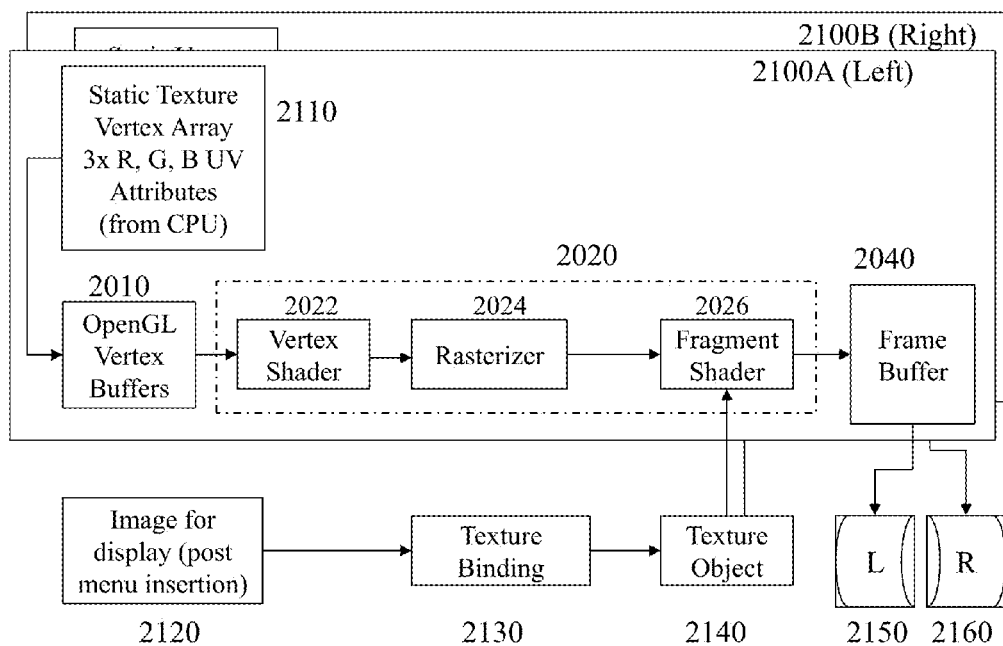 2100B (Right)
2100A (Left)
Static Texture
Vertex Array
3x R, G, B UV
Attributes
(from CPU)
2110
2020
2040
2010
OpenGL
Vertex
Buffers
2022
Vertex
Shader
2024
Rasterizer
2026
Fragment
Shader
Frame
Buffer
Image for
display (post
menu insertion)
2120
Texture
Binding
2130
Texture
Object
2140
L
R
2150
2160